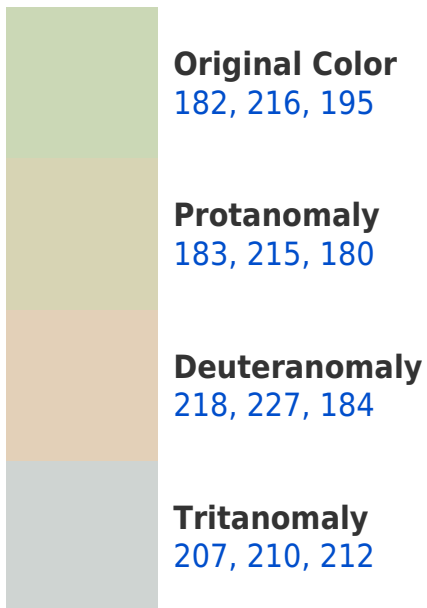 Original Color
182, 216, 195
Protanomaly
183, 215, 180
Deuteranomaly
218, 227, 184
Tritanomaly
207, 210, 212